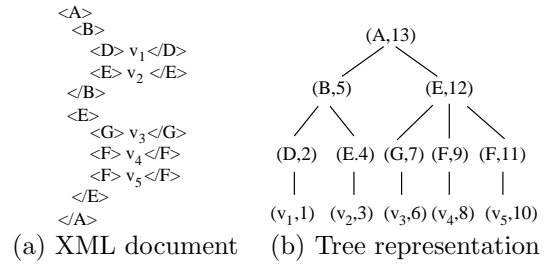 <A>
<B>
<D> v1 </D>
<E> v2 </E>
</B>
<E>
<G> v3 </G>
<F> v4 </F>
<F> v5 </F>
</E>
</A>
(a) XML document
(A,13)
(B,5) (E,12)
(D,2) (E.4) (G,7) (F,9) (F,11)
(v1,1) (v2,3) (v3,6) (v4,8) (v5,10)
(b) Tree representation